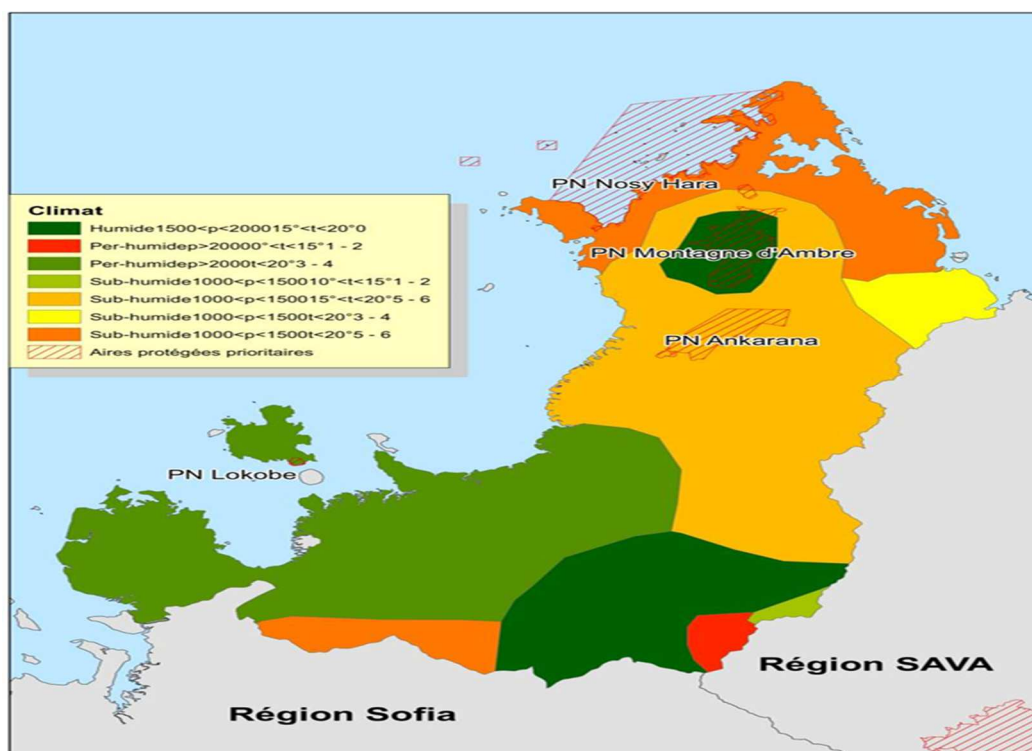 PN Nosy Hara
Climat
Humide1500<p<200015°<t<20°0
Per-humidep>20000°<t<15°1 - 2
Per-humidep>2000t<20°3 - 4
Sub-humide1000<p<150010°<t<15°1 - 2
Sub-humide1000<p<150015°<t<20°5 - 6
Sub-humide1000<p<1500t<20°3 - 4
Sub-humide1000<p<1500t<20°5 - 6
Aires protégées prioritaires
PN Montagne d'Ambre
PN Ankarana
PN Lokobe
Région SAVA
Région Sofia